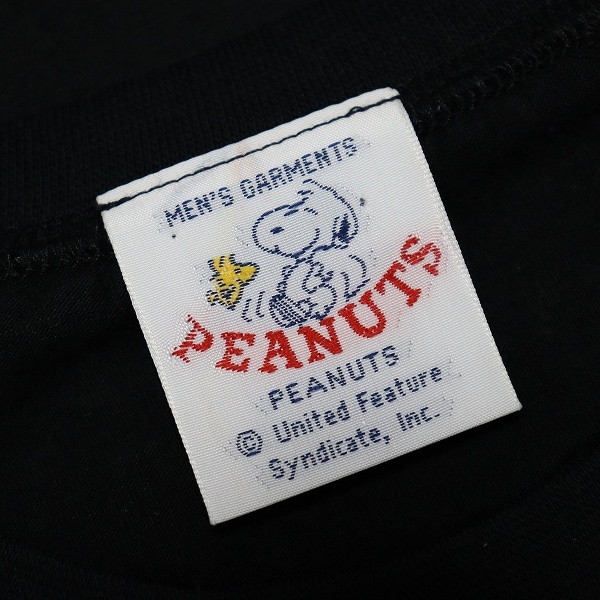 MEN'S GARMENTS
PEANUTS
PEANUTS
© United Feature
Syndicate, Inc.